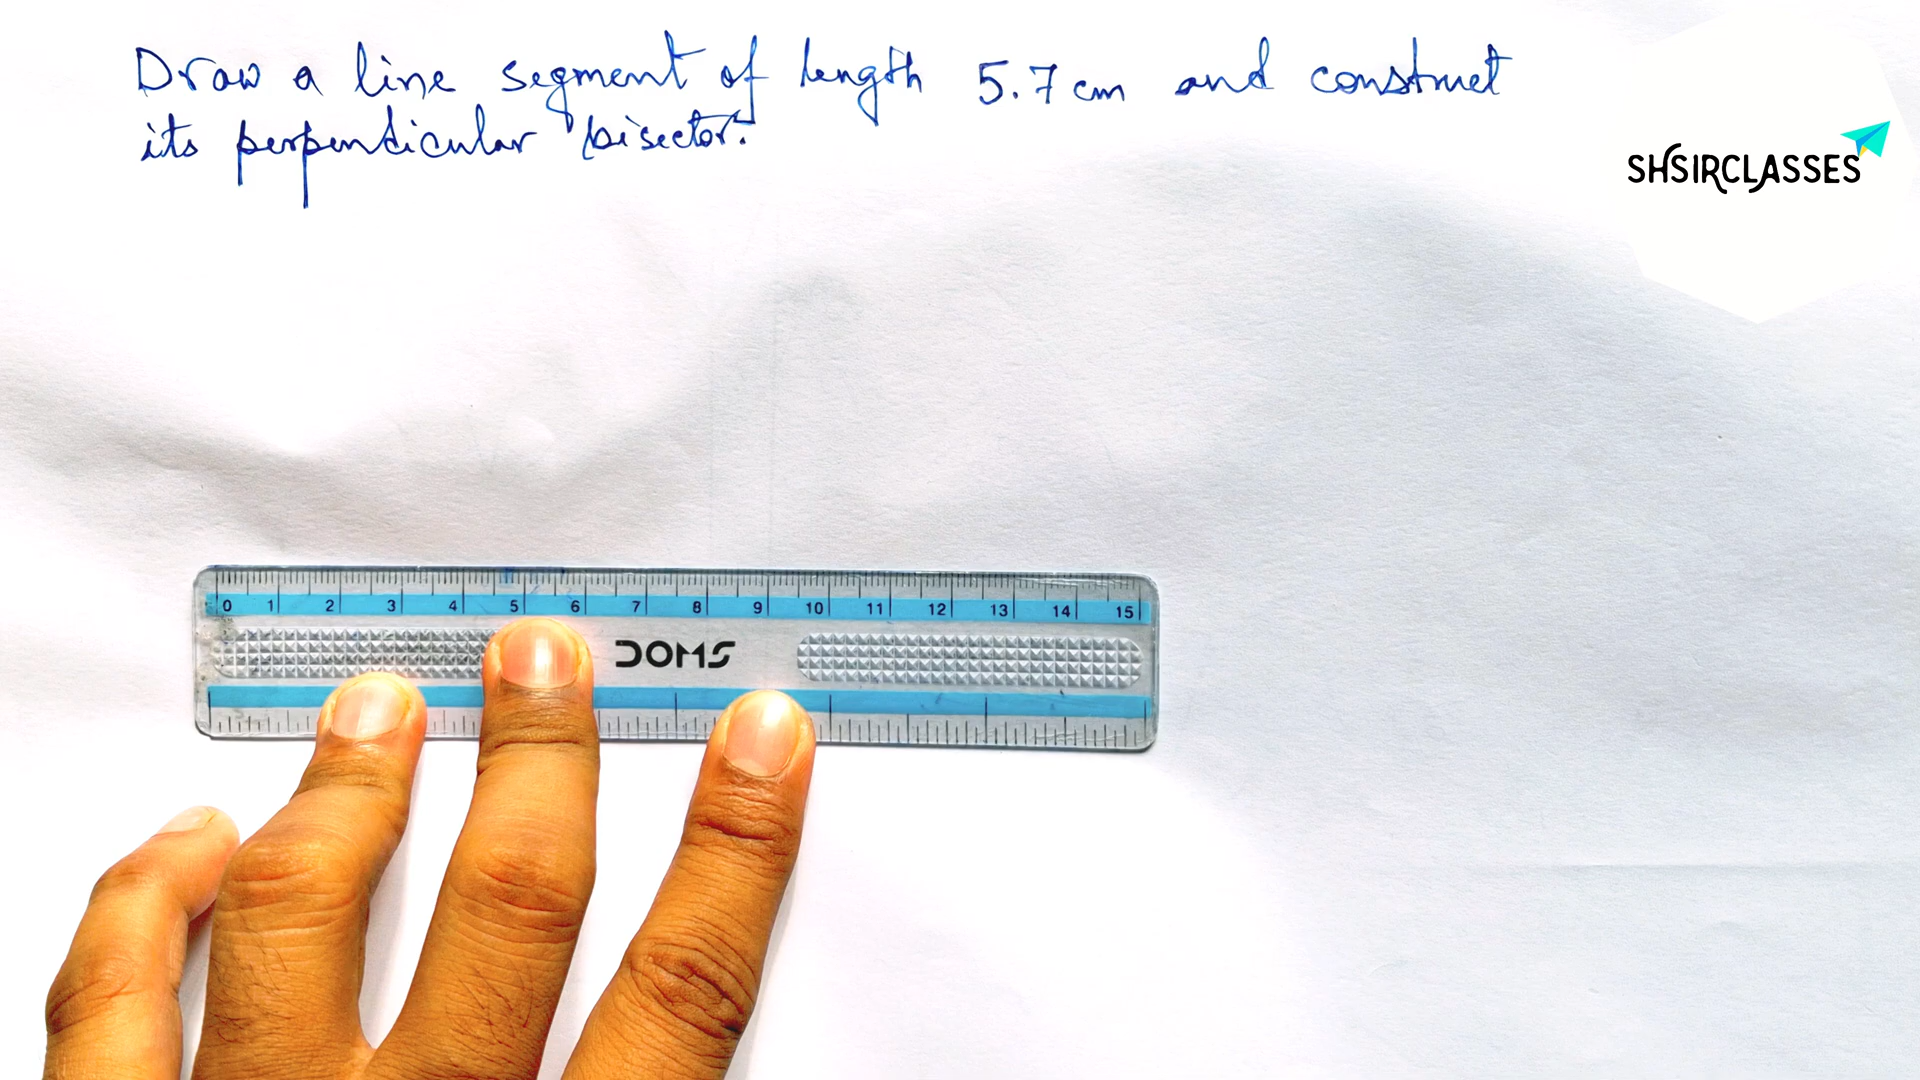 Draw a line segment of length 5.7 cm and construct
its perpendicular bisector.
SHSIRCLASSES
0 1 2 3 4 5 6 7 8 9 10 11 12 13 14 15
DOMS